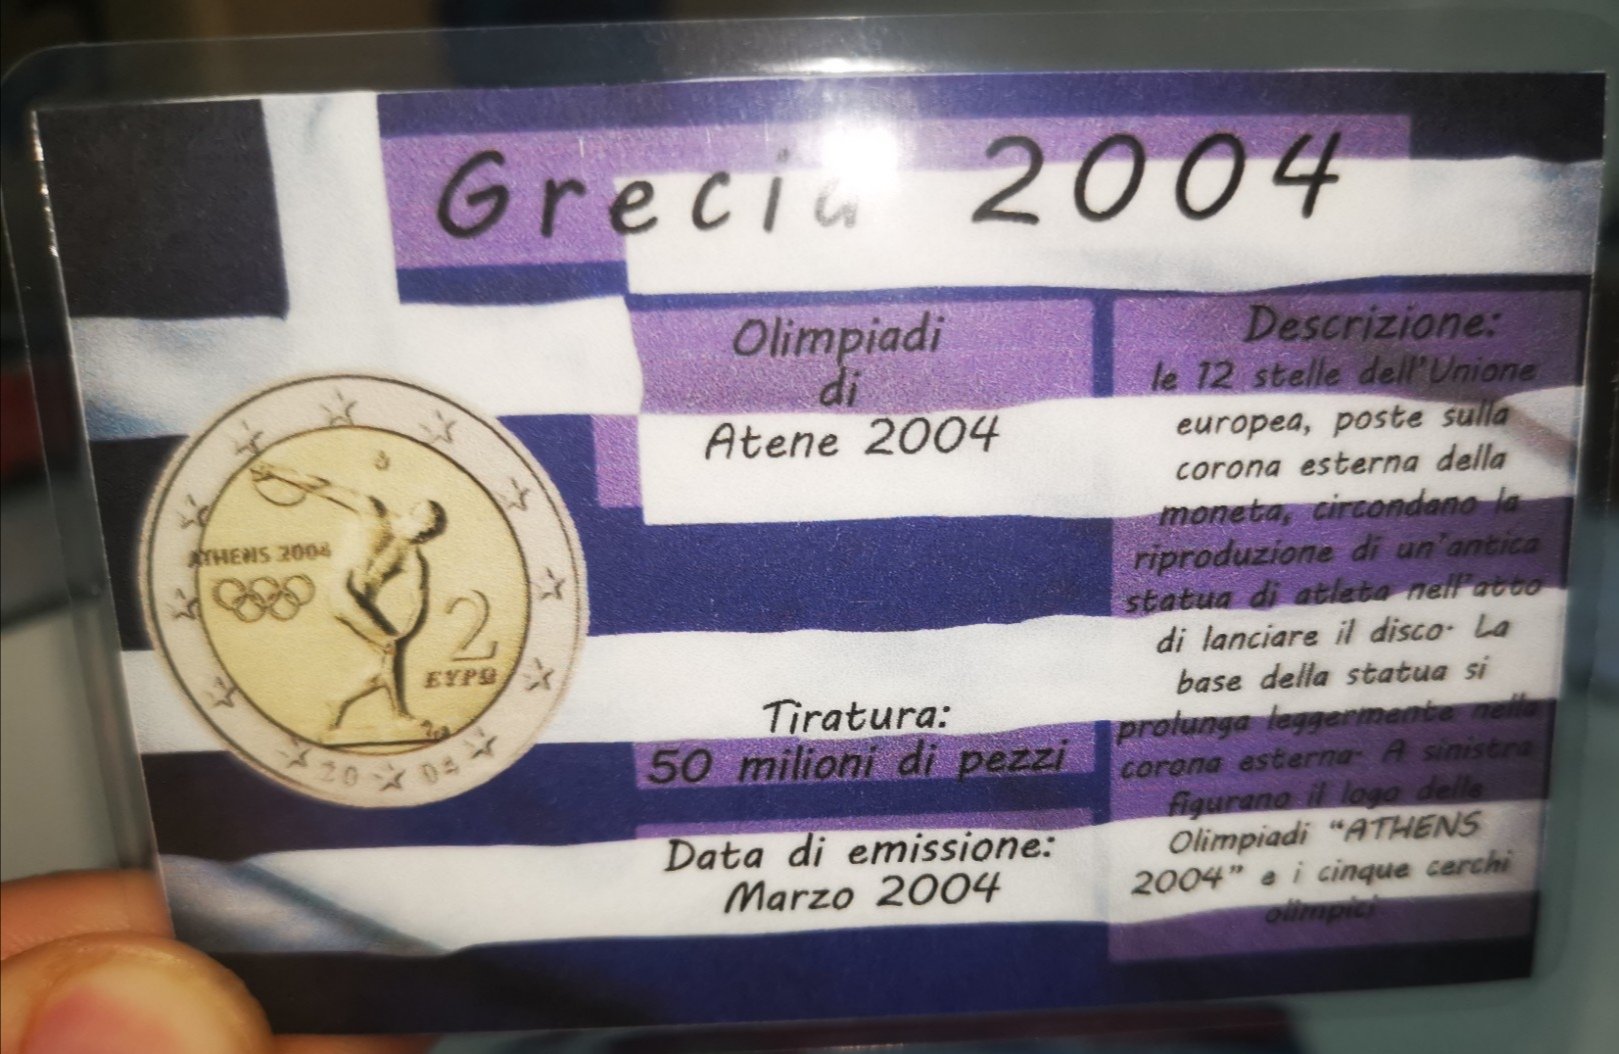 Grecia 2004
Olimpiadi
di
Atene 2004
Descrizione:
le 12 stelle dell'Unione
europea, poste sulla
corona esterna della
moneta, circondano la
riproduzione di un'antica
statua di atleta nell'atto
di lanciare il disco. La
base della statua si
prolunga leggermente nella
corona esterna. A sinistra
figurano il logo delle
Olimpiadi "ATHENS
2004" e i cinque cerchi
olimpici
ATHENS 2004
2
ΕΥΡΩ
20 04
Tiratura:
50 milioni di pezzi
Data di emissione:
Marzo 2004